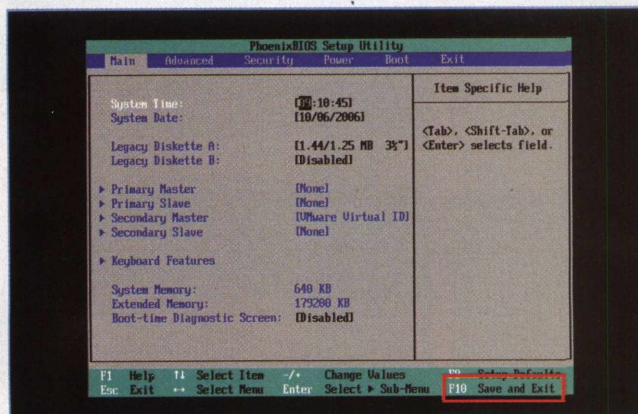 PhoenixBIOS Setup Utility
Main Advanced Security Power Boot Exit
System Time: [09:10:45]
System Date: [10/06/2006]
Legacy Diskette A: [1.44/1.25 MB 3½"]
Legacy Diskette B: [Disabled]
▶ Primary Master [None]
▶ Primary Slave [None]
▶ Secondary Master [VMware Virtual ID]
▶ Secondary Slave [None]
▶ Keyboard Features
System Memory: 640 KB
Extended Memory: 179200 KB
Boot-time Diagnostic Screen: [Disabled]
Item Specific Help
<Tab>, <Shift-Tab>, or
<Enter> selects field.
F1 Help ↑↓ Select Item -/+ Change Values F9 Setup Defaults
Esc Exit ↔ Select Menu Enter Select ▶ Sub-Menu F10 Save and Exit